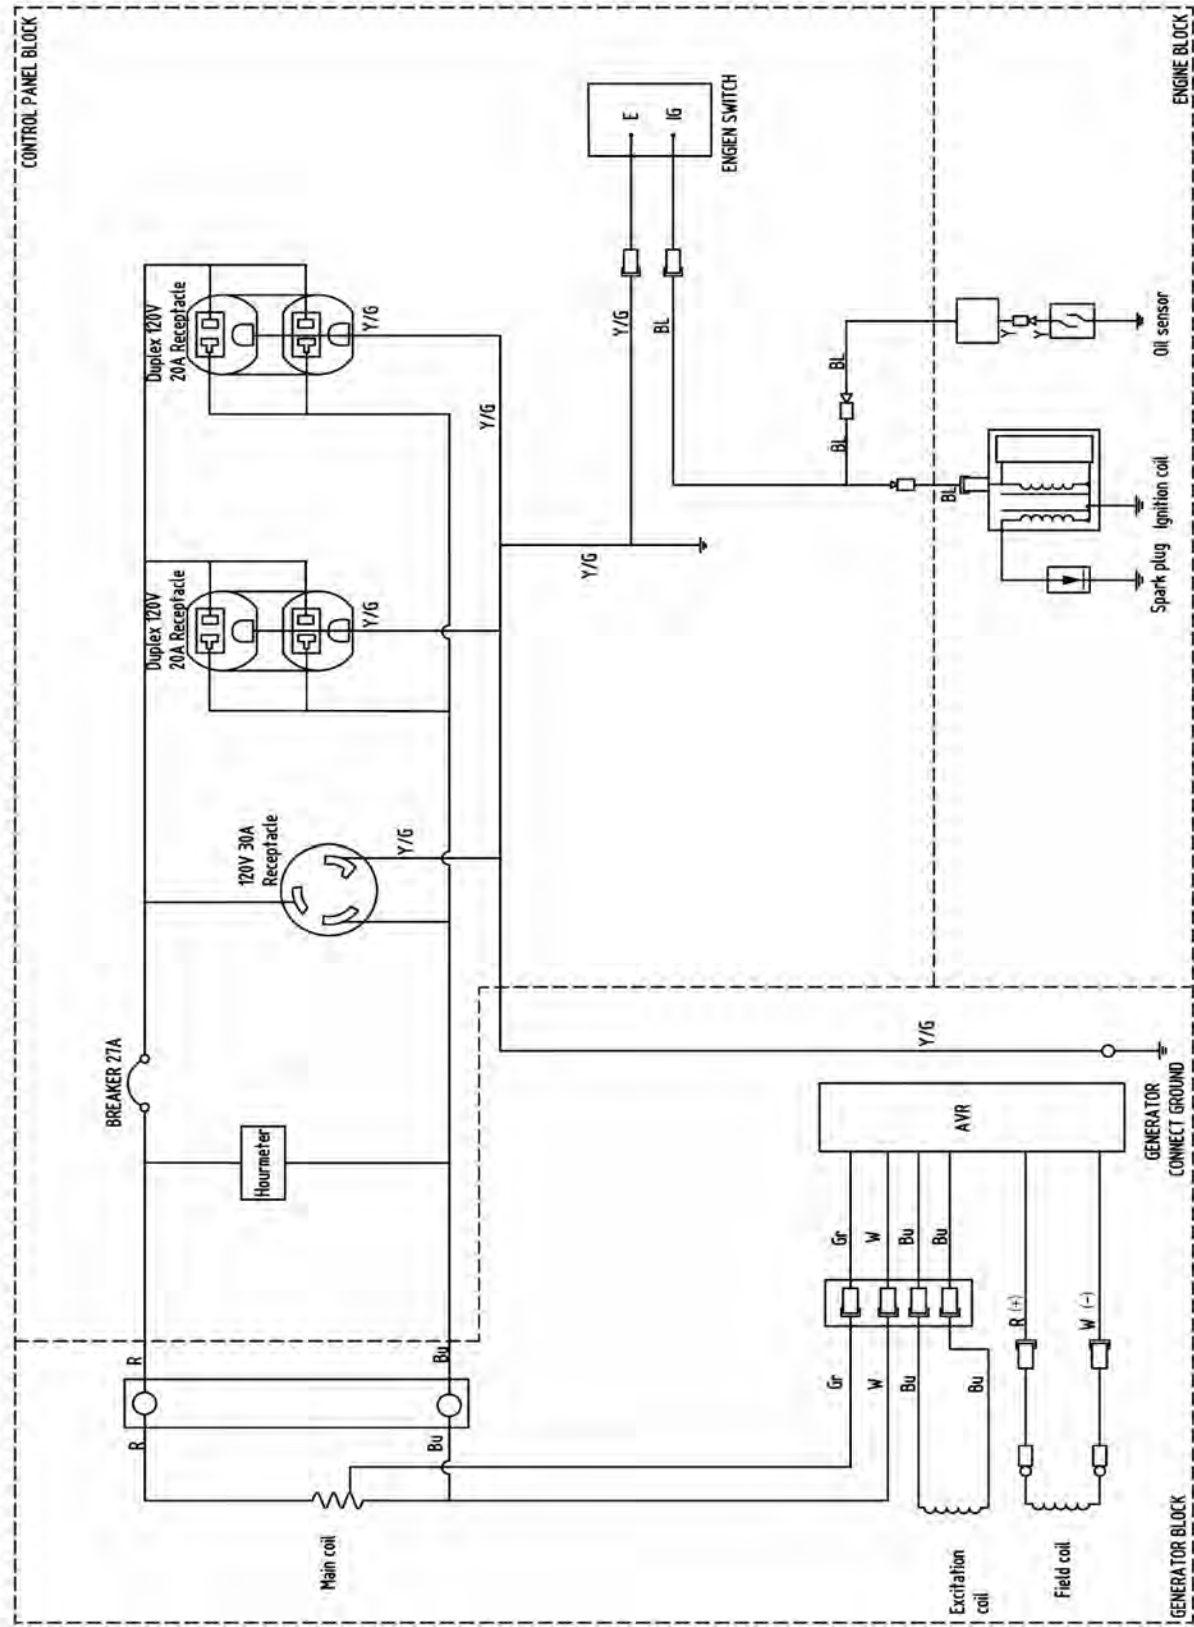 CONTROL PANEL BLOCK
Duplex 120V
20A Receptacle
Y/G
Y/G
Duplex 120V
20A Receptacle
Y/G
120V 30A
Receptacle
Y/G
BREAKER 27A
Hourmeter
E
IG
ENGIEN SWITCH
Y/G
BL
Y/G
ENGINE BLOCK
BL
BL
BL
Y
Y
Oil sensor
Ignition coil
Spark plug
Y/G
GENERATOR
CONNECT GROUND
AVR
Gr
W
Bu
Bu
R (+)
W (-)
Gr
W
Bu
Bu
R
Bu
R
Bu
Main coil
Excitation
coil
Field coil
GENERATOR BLOCK